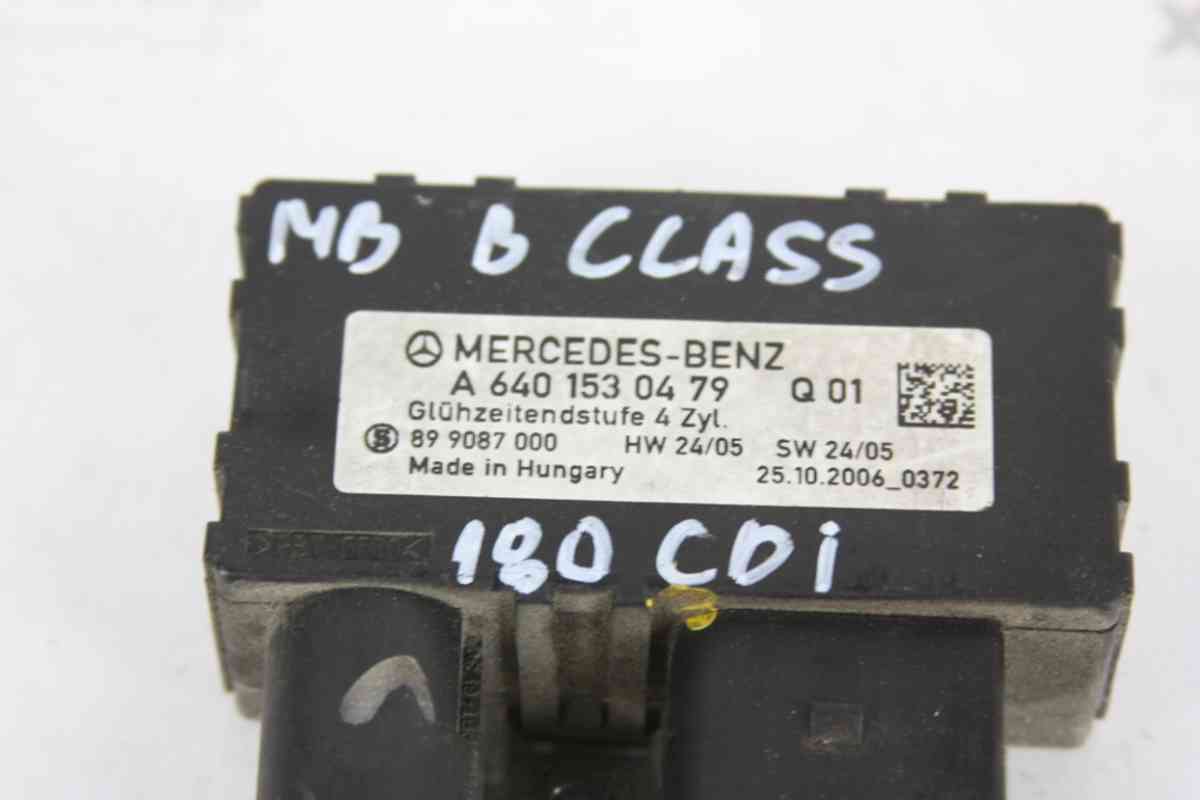 MB B CLASS
MERCEDES-BENZ
A 640 153 04 79 Q 01
Glühzeitendstufe 4 Zyl.
89 9087 000 HW 24/05 SW 24/05
Made in Hungary 25.10.2006_0372
180 CDi